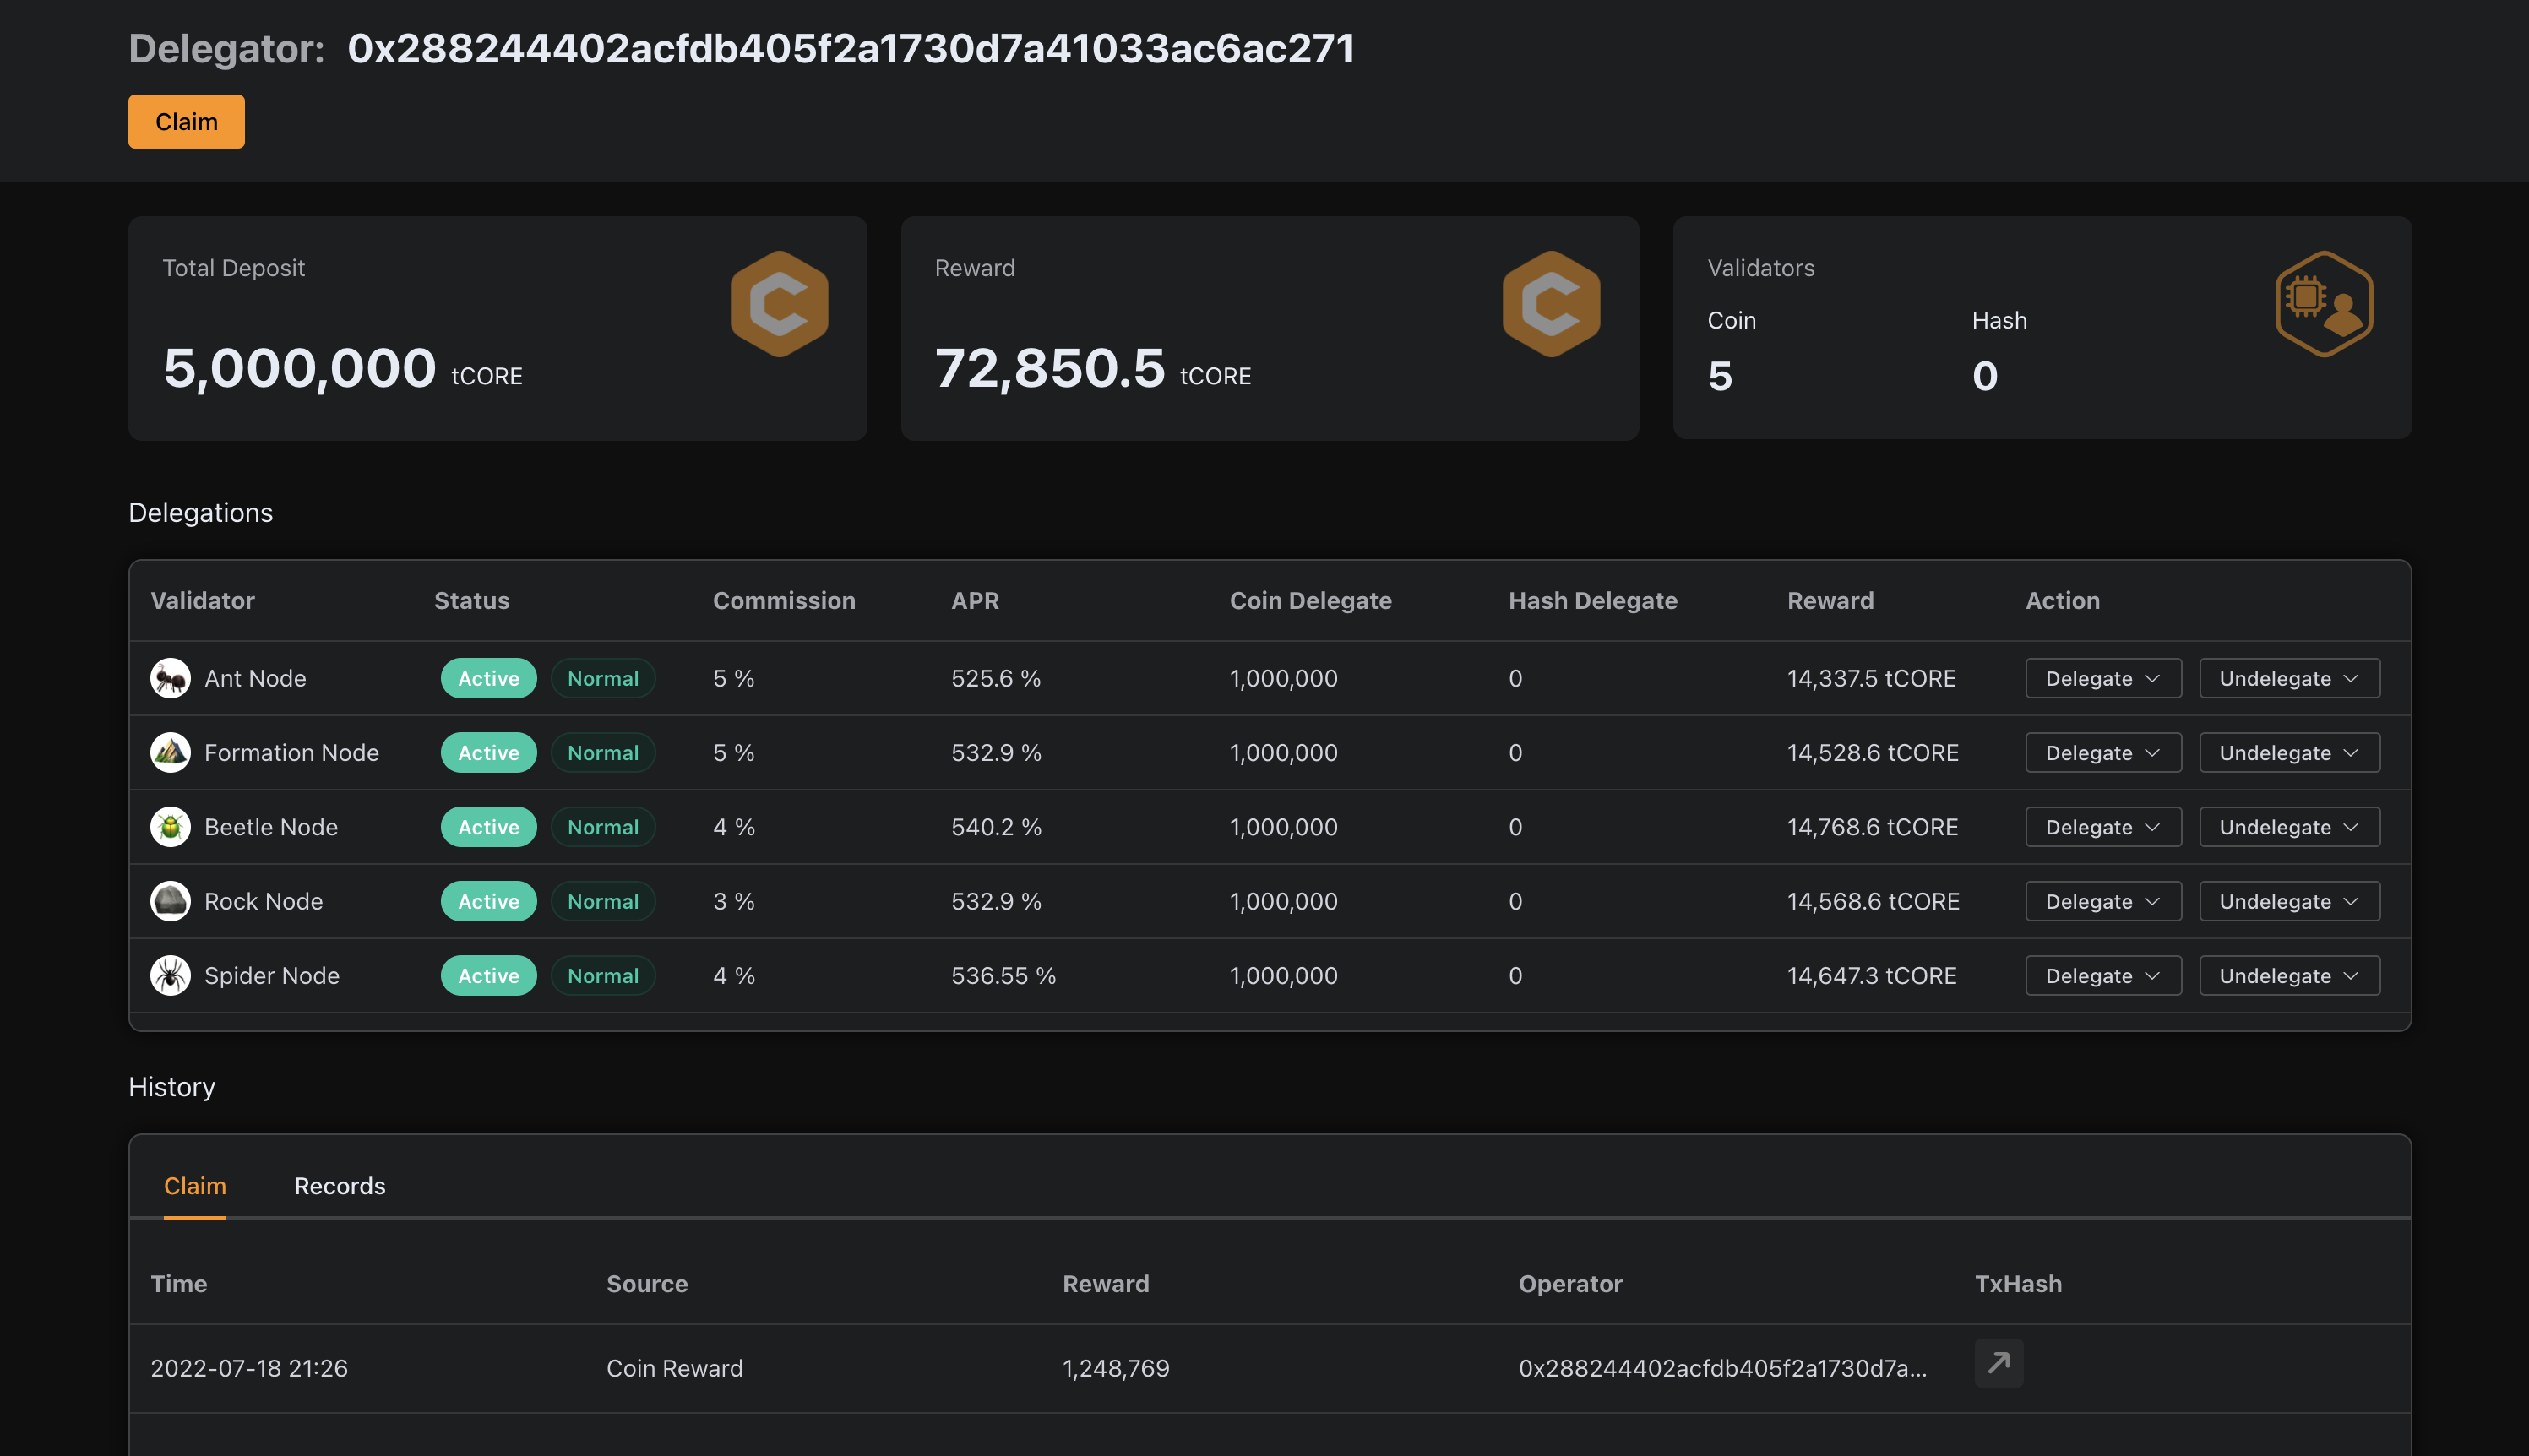 Delegator: 0x288244402acfdb405f2a1730d7a41033ac6ac271
Claim
Total Deposit
5,000,000 tCORE
Reward
72,850.5 tCORE
Validators
Coin Hash
5 0
Delegations
Validator Status Commission APR Coin Delegate Hash Delegate Reward Action
Ant Node Active Normal 5 % 525.6 % 1,000,000 0 14,337.5 tCORE Delegate Undelegate
Formation Node Active Normal 5 % 532.9 % 1,000,000 0 14,528.6 tCORE Delegate Undelegate
Beetle Node Active Normal 4 % 540.2 % 1,000,000 0 14,768.6 tCORE Delegate Undelegate
Rock Node Active Normal 3 % 532.9 % 1,000,000 0 14,568.6 tCORE Delegate Undelegate
Spider Node Active Normal 4 % 536.55 % 1,000,000 0 14,647.3 tCORE Delegate Undelegate
History
Claim Records
Time Source Reward Operator TxHash
2022-07-18 21:26 Coin Reward 1,248,769 0x288244402acfdb405f2a1730d7a...